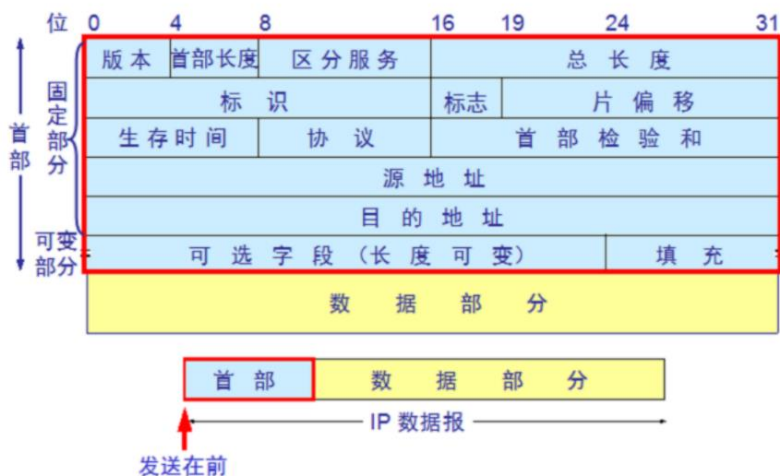 位 0 4 8 16 19 24 31
版本 首部长度 区分服务 总长度
标识 标志 片偏移
生存时间 协议 首部检验和
源地址
目的地址
可选字段（长度可变） 填充
数据部分
首部
固定部分
可变部分
首部 数据部分
IP 数据报
发送在前